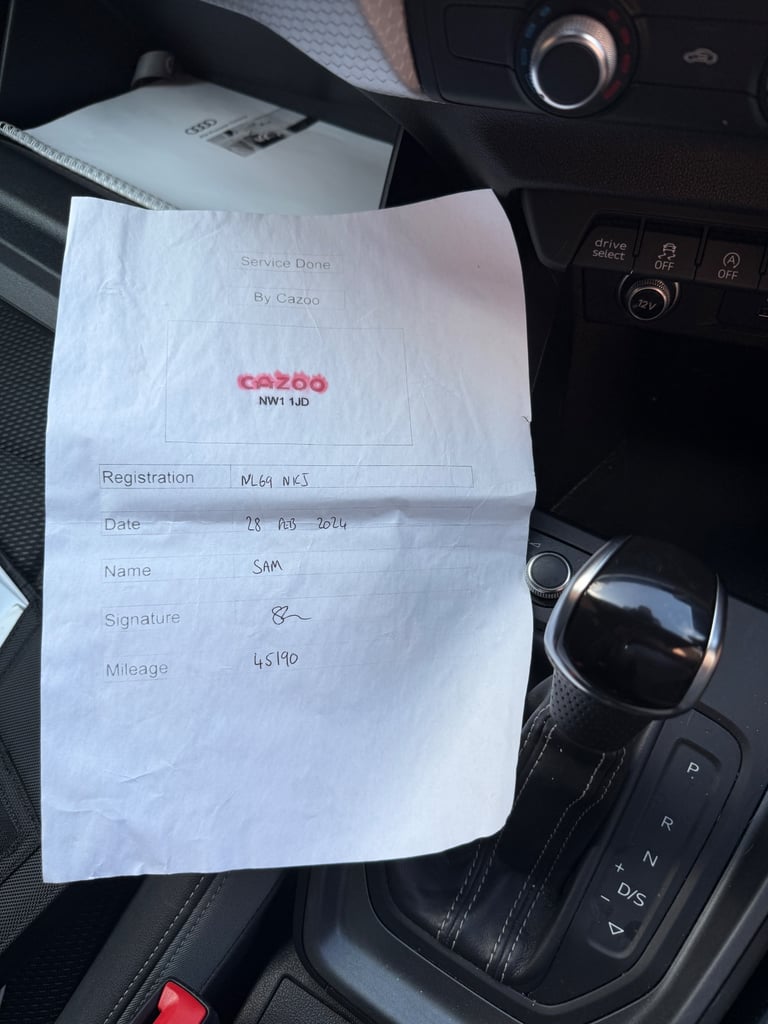 Service Done
By Cazoo
CAZOO
NW1 1JD
Registration NL69 NKJ
Date 28 FEB 2024
Name SAM
Signature
Mileage 45190
drive select
OFF
A OFF
12V
P
R
N
+
D/S
-